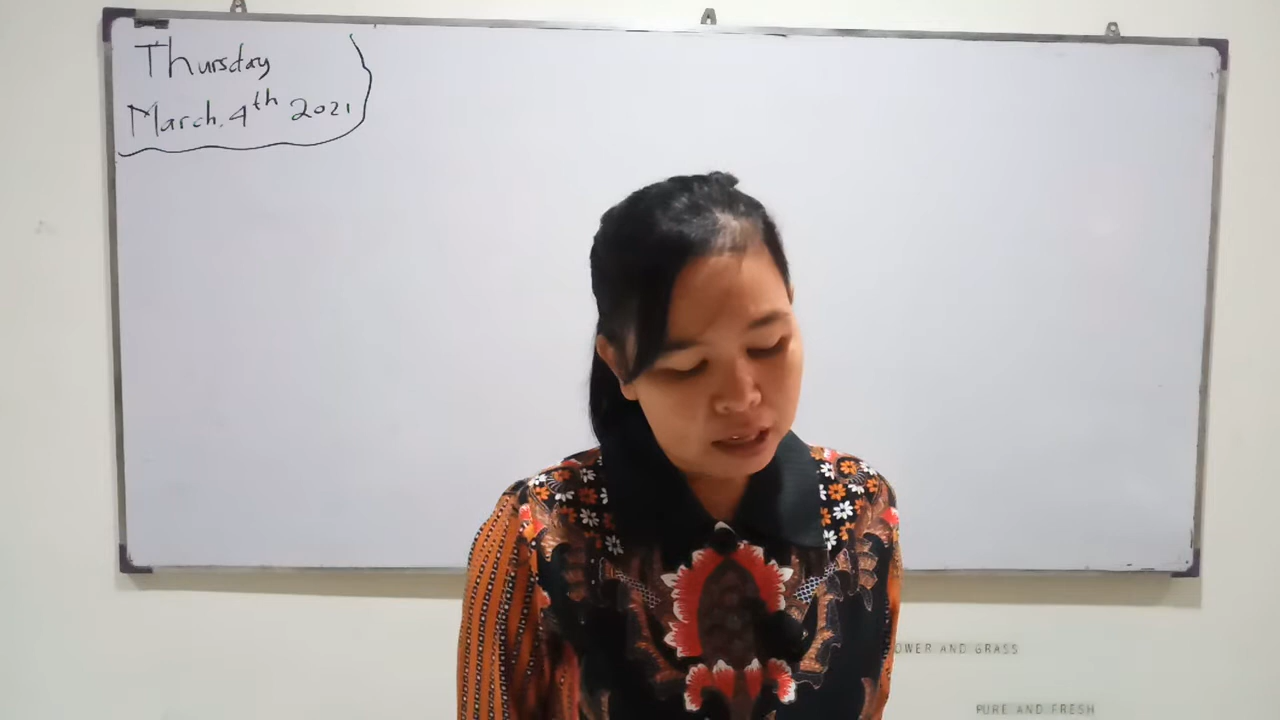 Thursday
March, 4th 2021
OWER AND GRASS
PURE AND FRESH